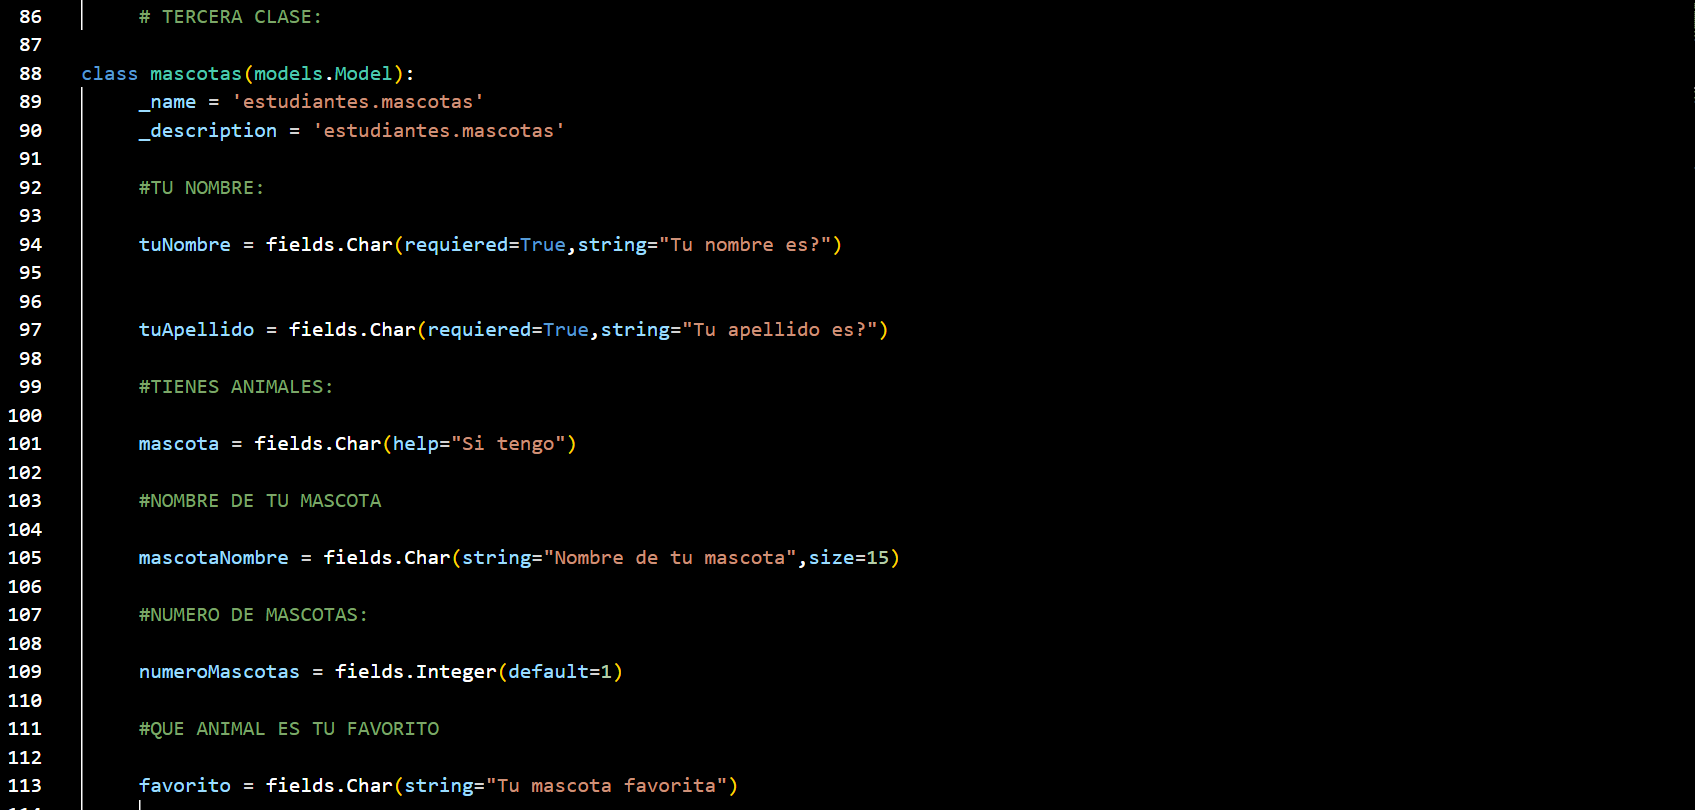 86 # TERCERA CLASE:
87
88 class mascotas(models.Model):
89 _name = 'estudiantes.mascotas'
90 _description = 'estudiantes.mascotas'
91
92 #TU NOMBRE:
93
94 tuNombre = fields.Char(requiered=True,string="Tu nombre es?")
95
96
97 tuApellido = fields.Char(requiered=True,string="Tu apellido es?")
98
99 #TIENES ANIMALES:
100
101 mascota = fields.Char(help="Si tengo")
102
103 #NOMBRE DE TU MASCOTA
104
105 mascotaNombre = fields.Char(string="Nombre de tu mascota",size=15)
106
107 #NUMERO DE MASCOTAS:
108
109 numeroMascotas = fields.Integer(default=1)
110
111 #QUE ANIMAL ES TU FAVORITO
112
113 favorito = fields.Char(string="Tu mascota favorita")